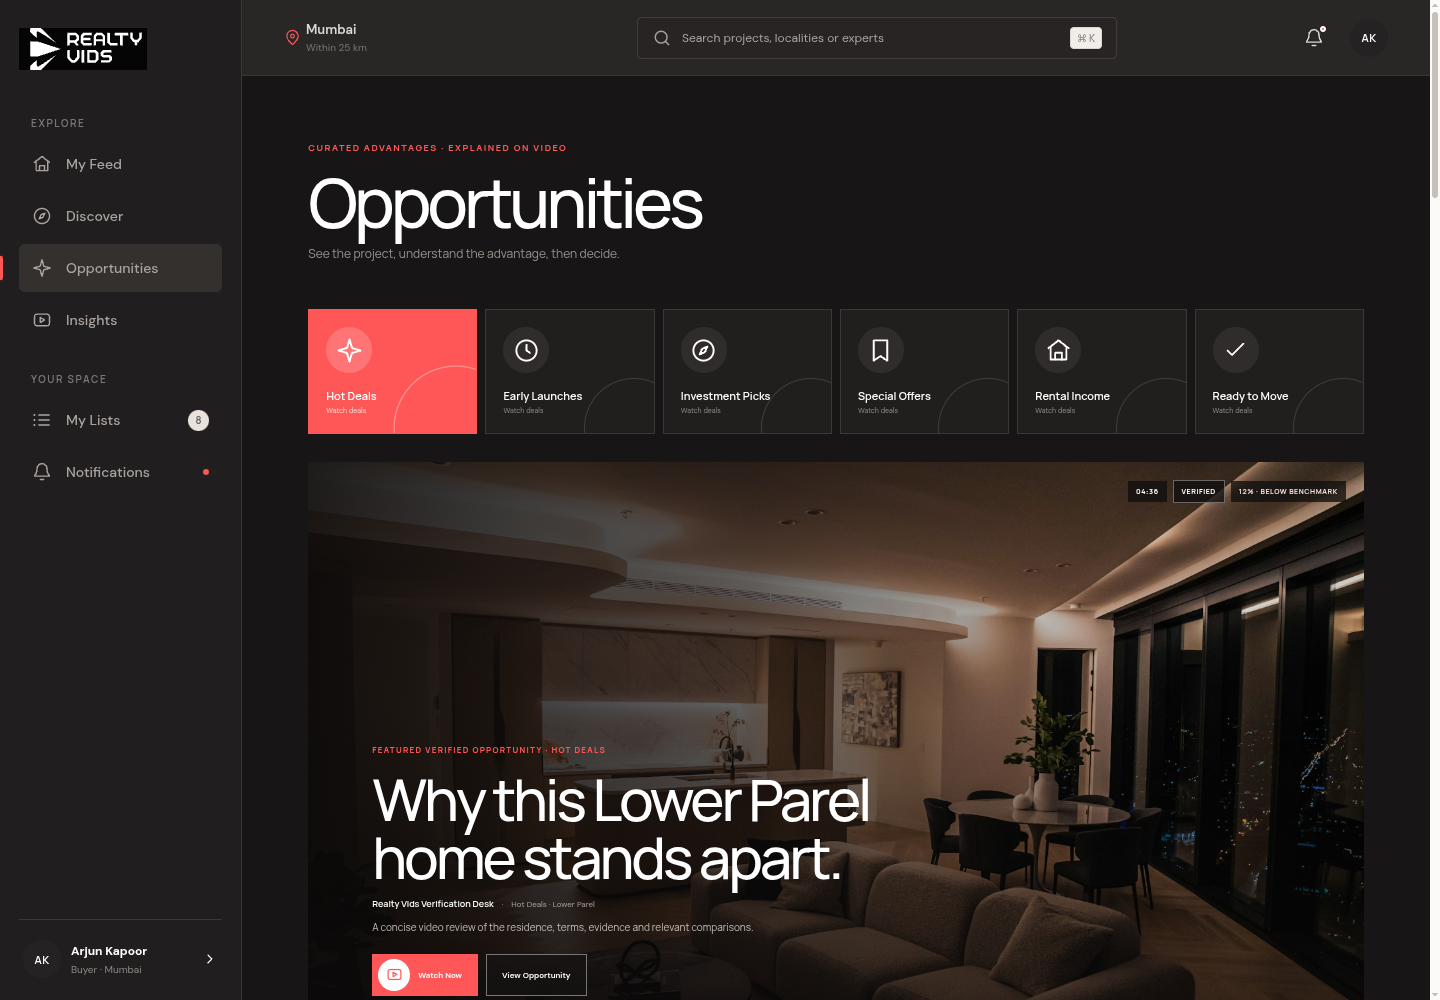 REALTY
VIDS
Mumbai
Within 25 km
Search projects, localities or experts
⌘ K
AK
EXPLORE
My Feed
Discover
Opportunities
Insights
YOUR SPACE
My Lists
8
Notifications
Arjun Kapoor
AK
Buyer · Mumbai
CURATED ADVANTAGES · EXPLAINED ON VIDEO
Opportunities
See the project, understand the advantage, then decide.
Hot Deals
Watch deals
Early Launches
Watch deals
Investment Picks
Watch deals
Special Offers
Watch deals
Rental Income
Watch deals
Ready to Move
Watch deals
04:36
VERIFIED
12% · BELOW BENCHMARK
FEATURED VERIFIED OPPORTUNITY · HOT DEALS
Why this Lower Parel
home stands apart.
Realty Vids Verification Desk · Hot Deals · Lower Parel
A concise video review of the residence, terms, evidence and relevant comparisons.
Watch Now
View Opportunity